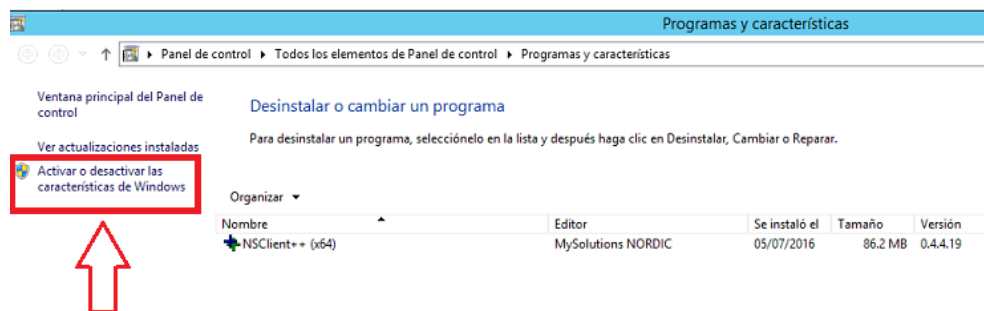 Programas y características
Panel de control ▸ Todos los elementos de Panel de control ▸ Programas y características
Ventana principal del Panel de
control
Ver actualizaciones instaladas
Activar o desactivar las
características de Windows
Desinstalar o cambiar un programa
Para desinstalar un programa, selecciónelo en la lista y después haga clic en Desinstalar, Cambiar o Reparar.
Organizar
Nombre Editor Se instaló el Tamaño Versión
NSClient++ (x64) MySolutions NORDIC 05/07/2016 86.2 MB 0.4.4.19